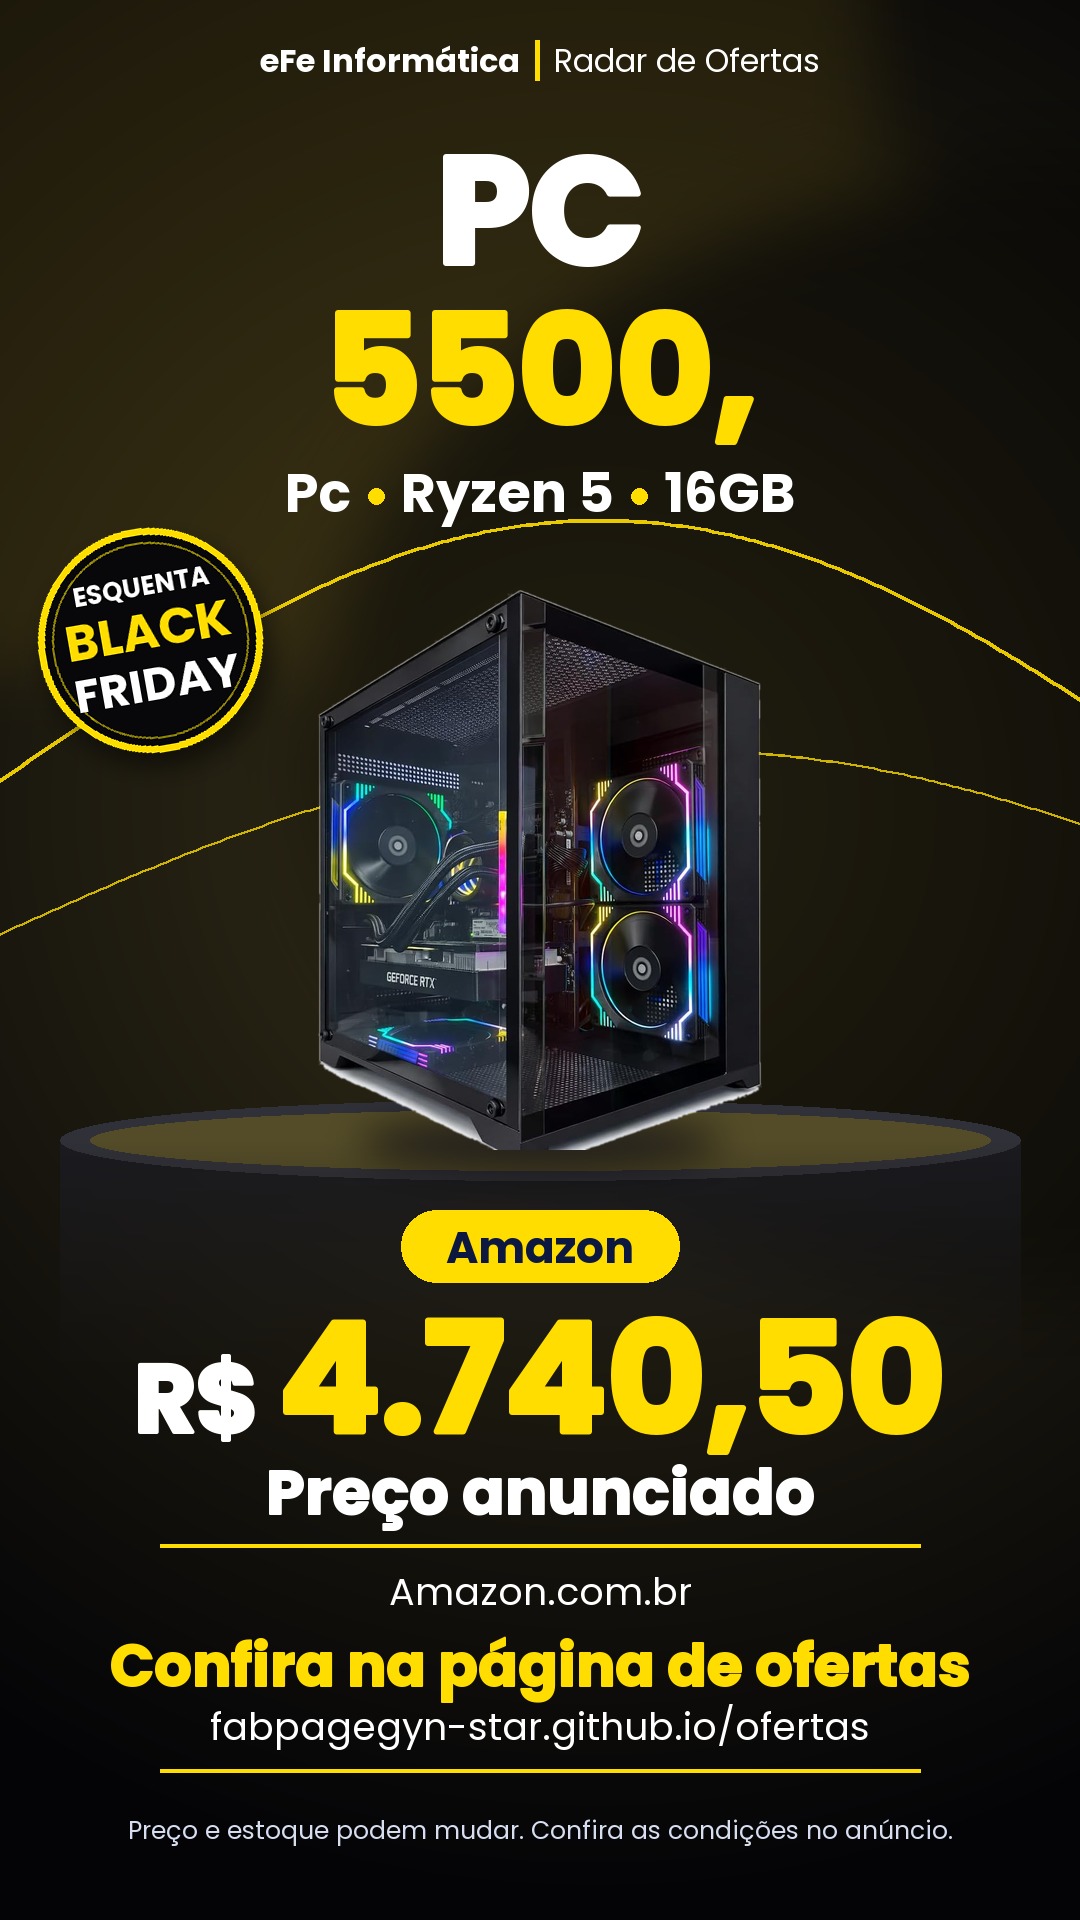 eFe Informática | Radar de Ofertas
PC
5500,
Pc • Ryzen 5 • 16GB
ESQUENTA
BLACK
FRIDAY
GEFORCE RTX
Amazon
R$ 4.740,50
Preço anunciado
Amazon.com.br
Confira na página de ofertas
fabpagegyn-star.github.io/ofertas
Preço e estoque podem mudar. Confira as condições no anúncio.